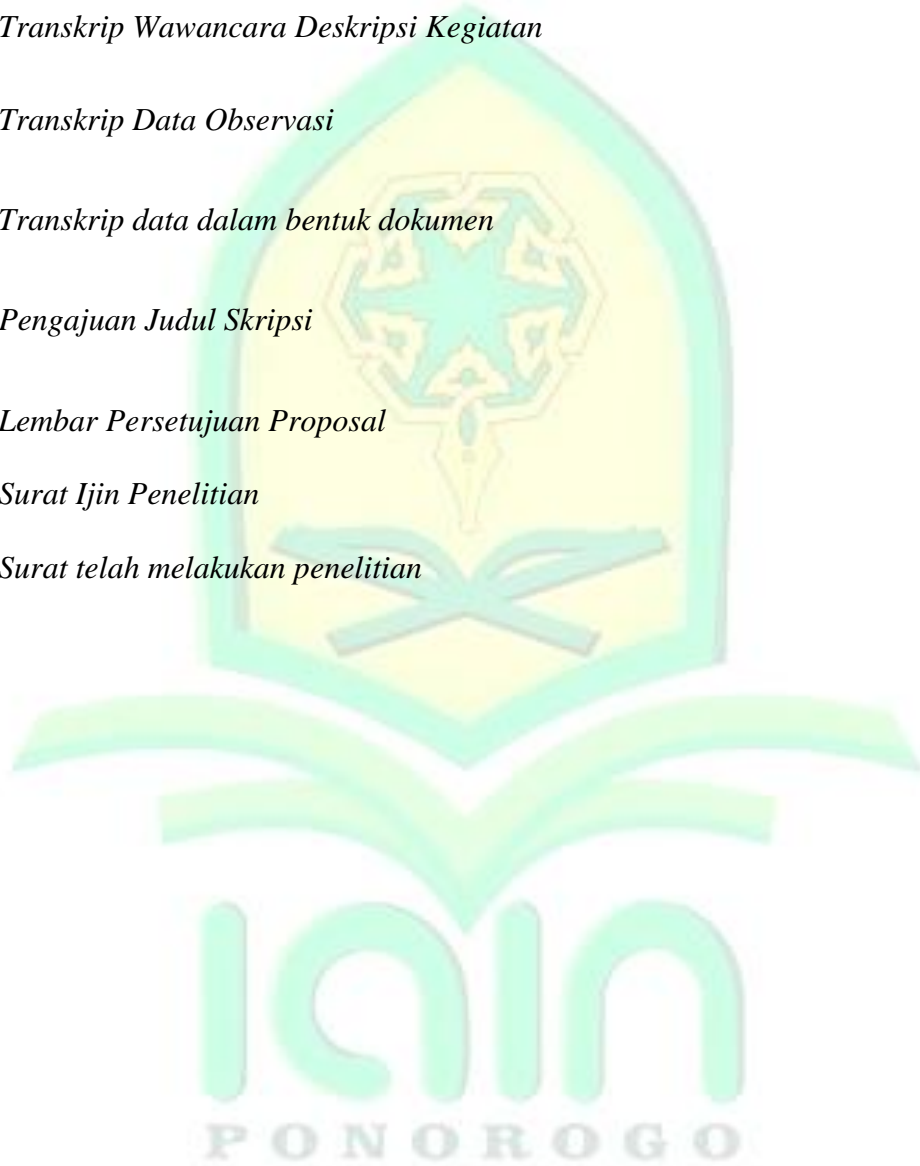 Transkrip Wawancara Deskripsi Kegiatan
Transkrip Data Observasi
Transkrip data dalam bentuk dokumen
Pengajuan Judul Skripsi
Lembar Persetujuan Proposal
Surat Ijin Penelitian
Surat telah melakukan penelitian
iain
PONOROGO